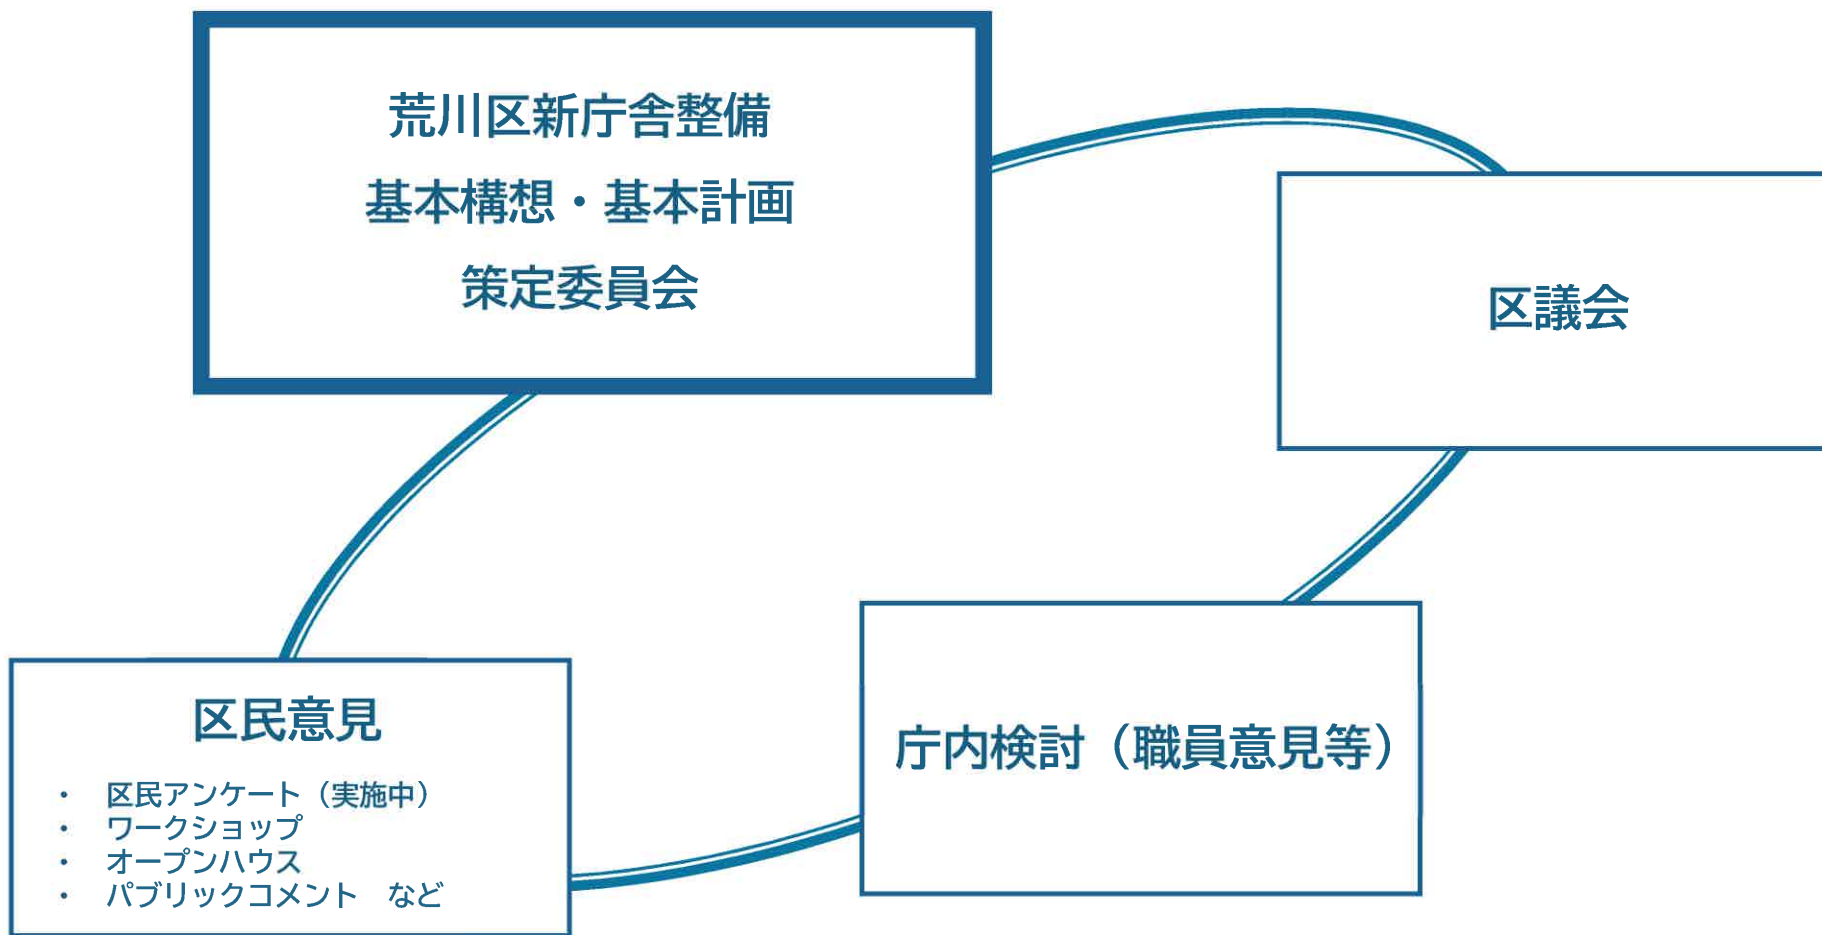 荒川区新庁舎整備
基本構想・基本計画
策定委員会
区議会
区民意見
・ 区民アンケート（実施中）
・ ワークショップ
・ オープンハウス
・ パブリックコメント　など
庁内検討（職員意見等）